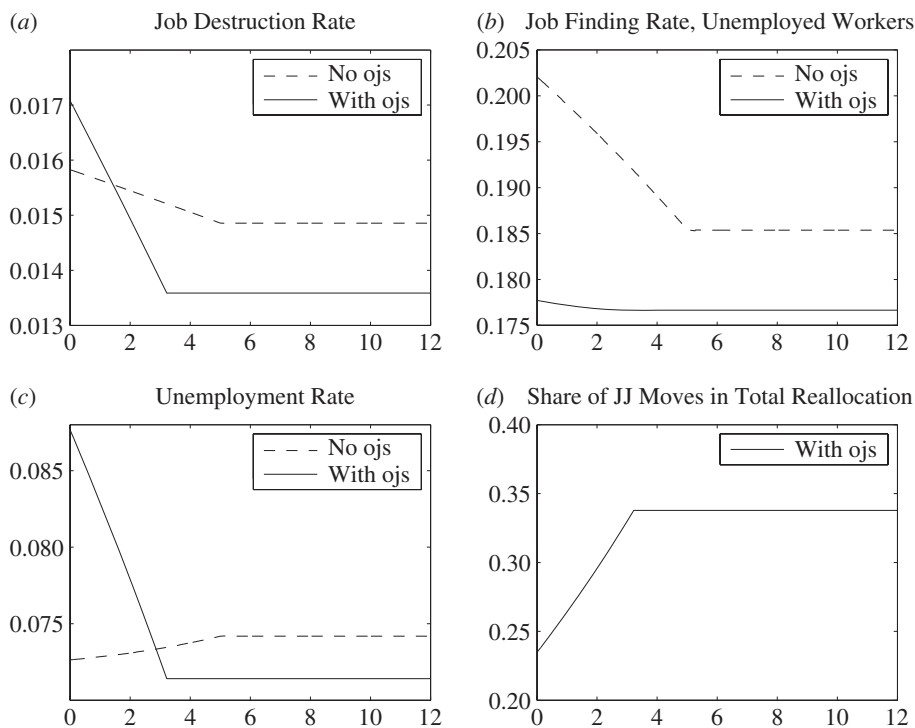 (a) Job Destruction Rate
No ojs
With ojs
0.017
0.016
0.015
0.014
0.013
0 2 4 6 8 10 12
(b) Job Finding Rate, Unemployed Workers
0.205
No ojs
With ojs
0.200
0.195
0.190
0.185
0.180
0.175
0 2 4 6 8 10 12
(c) Unemployment Rate
No ojs
With ojs
0.085
0.080
0.075
0 2 4 6 8 10 12
(d) Share of JJ Moves in Total Reallocation
0.40
With ojs
0.35
0.30
0.25
0.20
0 2 4 6 8 10 12